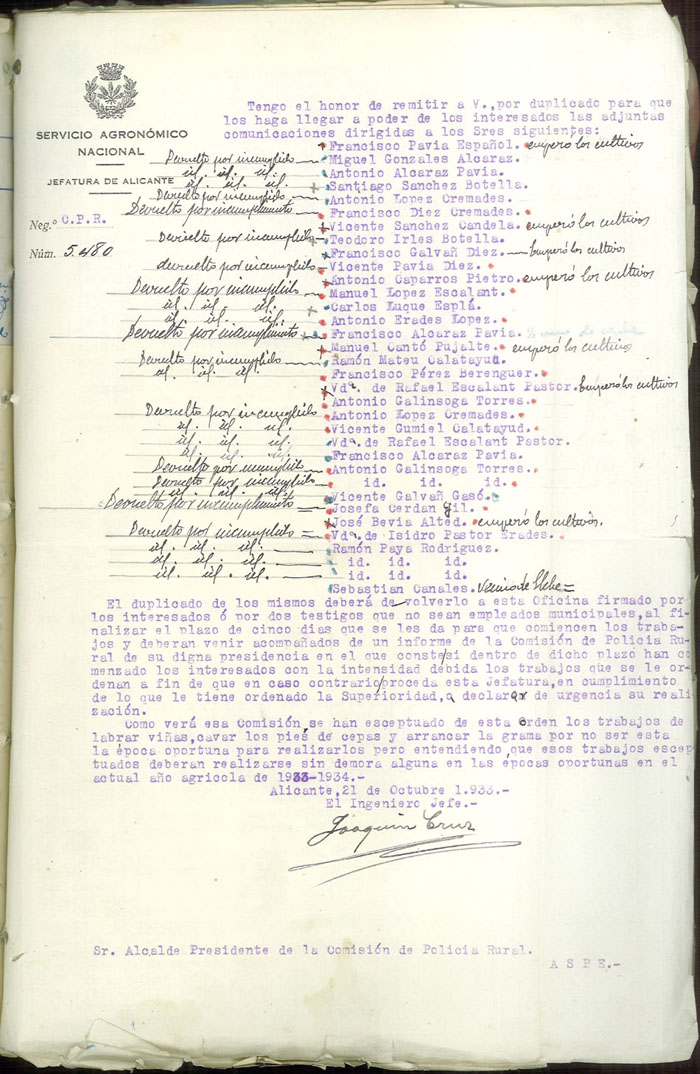 Tengo el honor de remitir a V.,por duplicado para que
los haga llegar a poder de los interesados las adjuntas
comunicaciones dirigidas a los Sres siguientes:
SERVICIO AGRONÓMICO
NACIONAL
JEFATURA DE ALICANTE
Neg.º C.P.R.
Núm. 5.480
Francisco Pavia Español. empezó los cultivos
Devuelto por incumplido Miguel Gonzales Alcaraz.
id. id. id. Antonio Alcaraz Pavia.
id. id. id. Santiago Sanchez Botella.
Devuelto por incumplido Antonio Lopez Cremades.
Devuelto por incumplimiento Francisco Diez Cremades.
Vicente Sanchez Candela. empezó los cultivos
Devuelto por incumplido Teodoro Irles Botella.
Francisco Galvañ Diez. Empezó los cultivos
devuelto por incumplido Vicente Pavia Diez.
Antonio Caparros Pietro. empezó los cultivos
Devuelto por incumplido Manuel Lopez Escalant.
id. id. id. Carlos Luque Esplá.
id. id. id. Antonio Erades Lopez.
Devuelto por incumplimiento Francisco Alcaraz Pavia.
Manuel Cantó Pujalte. empezó los cultivos
Devuelto por incumplido Ramón Mateu Calatayud.
id. id. id. Francisco Pérez Berenguer.
Vdª. de Rafael Escalant Pastor. Empezó los cultivos
Antonio Galinsoga Torres.
Devuelto por incumplido Antonio Lopez Cremades.
id. id. id. Vicente Gumiel Calatayud.
id. id. id. Vdª. de Rafael Escalant Pastor.
id. id. id. Francisco Alcaraz Pavia.
Devuelto por incumplido Antonio Galinsoga Torres.
Devuelto por incumplido id. id. id.
id. id. id. Vicente Galvañ Gasó.
Devuelto por incumplimiento Josefa Cerdan Gil.
José Bevia Alted. empezó los cultivos.
Devuelto por incumplido Vdª. de Isidro Pastor Erades.
id. id. id. Ramón Paya Rodriguez.
id. id. id. id. id. id.
id. id. id. id. id. id.
Sebastian Canales. Vecino de Elche
El duplicado de los mismos deberá de volverlo a esta Oficina firmado por
los interesados ó por dos testigos que no sean empleados municipales,al fi-
nalizar el plazo de cinco dias que se les da para que comiencen los traba-
jos y deberan venir acompañados de un informe de la Comisión de Policia Ru-
ral de su digna presidencia en el que conste/si dentro de dicho plazo han co-
menzado los interesados con la intensidad debida los trabajos que se le or-
denan a fin de que en caso contrario/proceda esta Jefatura,en cumplimiento
de lo que le tiene ordenado la Superioridad,a declarar de urgencia su reali-
zación.
Como verá esa Comisión,se han esceptuado de esta orden los trabajos de
labrar viñas,cavar los pies de cepas y arrancar la grama por no ser esta
la época oportuna para realizarlos pero entendiendo,que esos trabajos escep-
tuados deberan realizarse sin demora alguna en las épocas oportunas en el
actual año agricola de 1933-1934.-
Alicante,21 de Octubre 1.933.-
El Ingeniero Jefe.-
Joaquin Cruz
Sr. Alcalde Presidente de la Comisión de Policia Rural.
A S P E.-